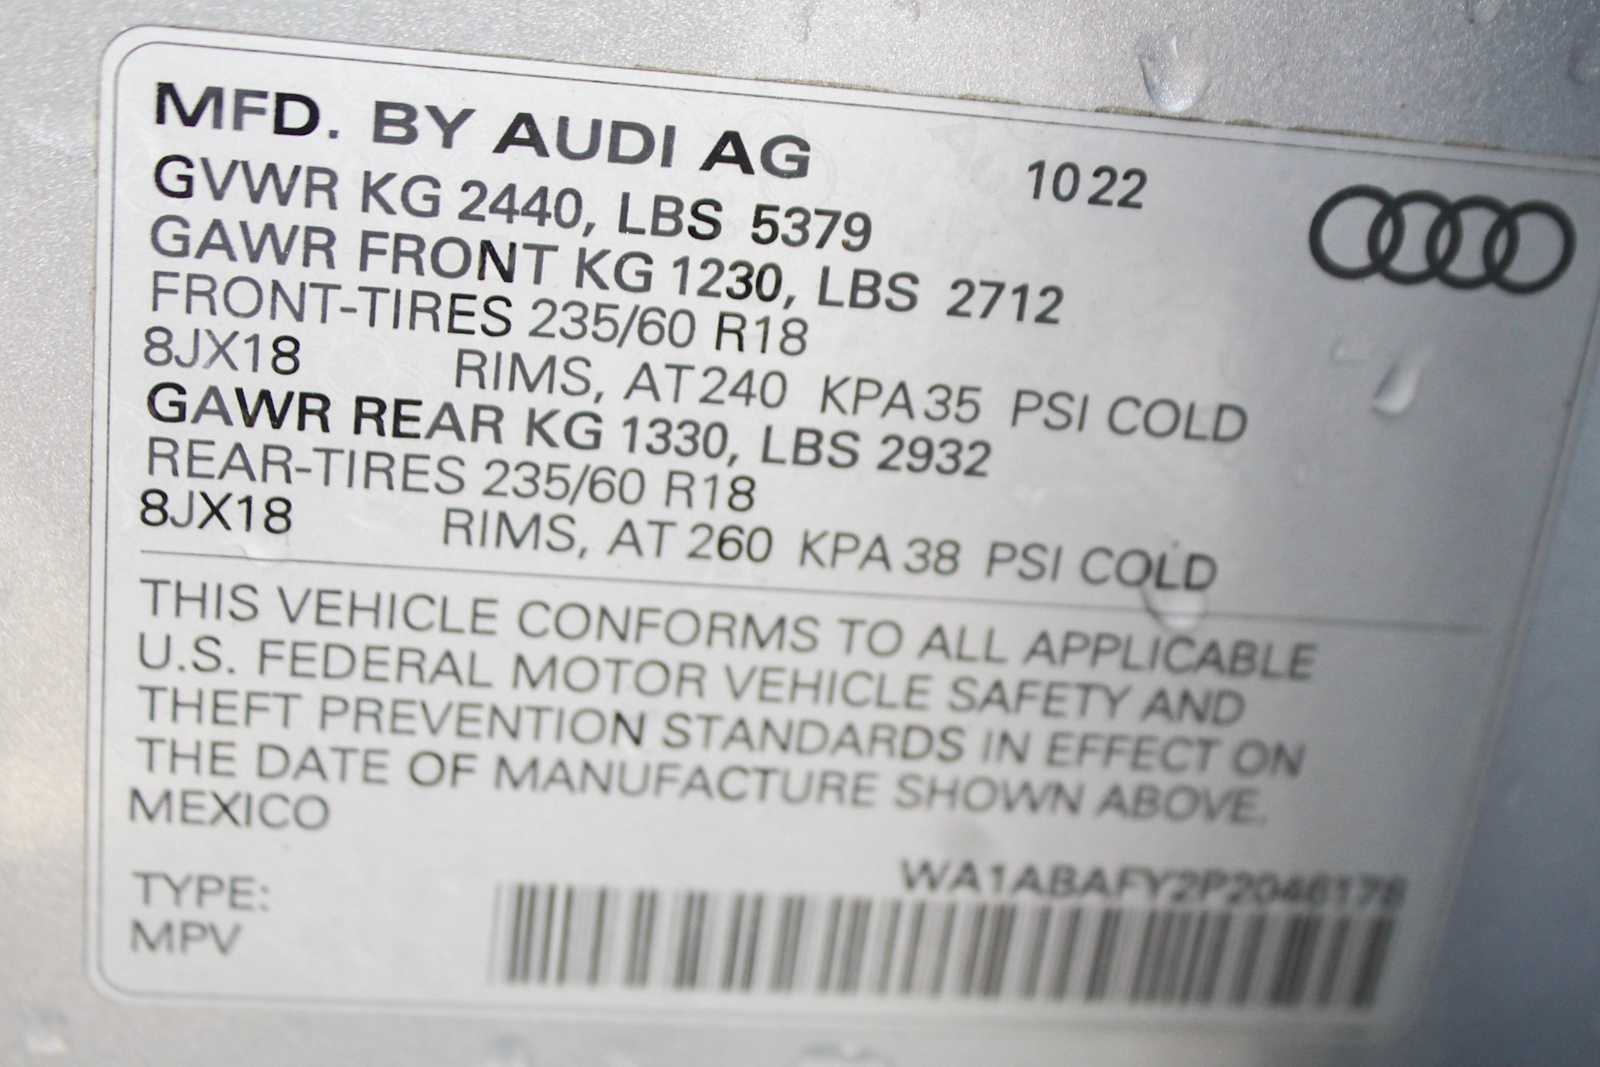 MFD. BY AUDI AG 10 22
GVWR KG 2440, LBS 5379
GAWR FRONT KG 1230, LBS 2712
FRONT-TIRES 235/60 R18
8JX18 RIMS, AT 240 KPA 35 PSI COLD
GAWR REAR KG 1330, LBS 2932
REAR-TIRES 235/60 R18
8JX18 RIMS, AT 260 KPA 38 PSI COLD
THIS VEHICLE CONFORMS TO ALL APPLICABLE
U.S. FEDERAL MOTOR VEHICLE SAFETY AND
THEFT PREVENTION STANDARDS IN EFFECT ON
THE DATE OF MANUFACTURE SHOWN ABOVE.
MEXICO
WA1ABAFY2P2046178
TYPE:
MPV